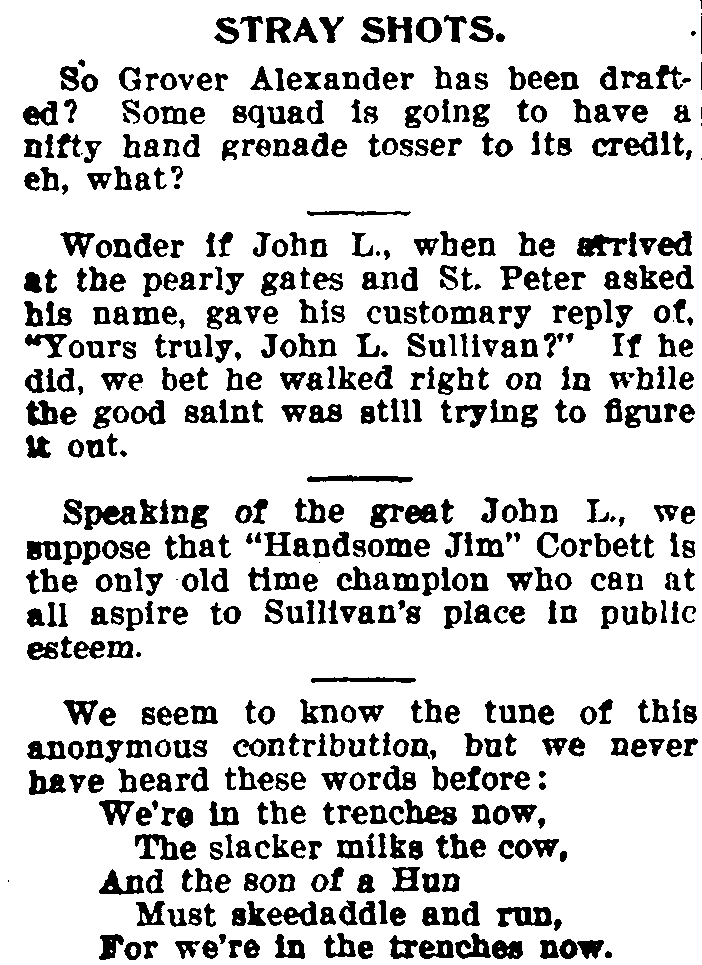 STRAY SHOTS.
So Grover Alexander has been draft-
ed? Some squad is going to have a
nifty hand grenade tosser to its credit,
eh, what?
Wonder if John L., when he arrived
at the pearly gates and St. Peter asked
his name, gave his customary reply of,
"Yours truly, John L. Sullivan?" If he
did, we bet he walked right on in while
the good saint was still trying to figure
it out.
Speaking of the great John L., we
suppose that "Handsome Jim" Corbett is
the only old time champion who can at
all aspire to Sullivan's place in public
esteem.
We seem to know the tune of this
anonymous contribution, but we never
have heard these words before:
We're in the trenches now,
The slacker milks the cow,
And the son of a Hun
Must skeedaddle and run,
For we're in the trenches now.